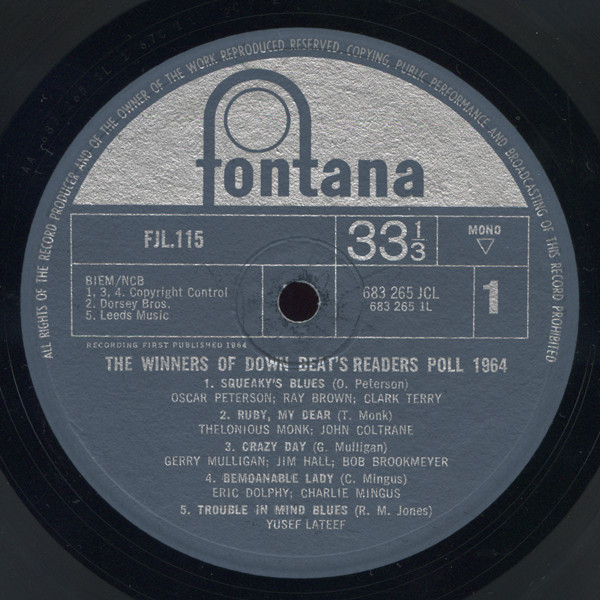 ALL RIGHTS OF THE RECORD PRODUCER AND OF THE OWNER OF THE WORK REPRODUCED RESERVED. COPYING, PUBLIC PERFORMANCE AND BROADCASTING OF THIS RECORD PROHIBITED
fontana
FJL.115
33 1/3
MONO
BIEM/NCB
1, 3, 4. Copyright Control
2. Dorsey Bros.
5. Leeds Music
683 265 JCL
683 265 1L
1
RECORDING FIRST PUBLISHED 1964
THE WINNERS OF DOWN BEAT'S READERS POLL 1964
1. SQUEAKY'S BLUES (O. Peterson)
OSCAR PETERSON; RAY BROWN; CLARK TERRY
2. RUBY, MY DEAR (T. Monk)
THELONIOUS MONK; JOHN COLTRANE
3. CRAZY DAY (G. Mulligan)
GERRY MULLIGAN; JIM HALL; BOB BROOKMEYER
4. BEMOANABLE LADY (C. Mingus)
ERIC DOLPHY; CHARLIE MINGUS
5. TROUBLE IN MIND BLUES (R. M. Jones)
YUSEF LATEEF